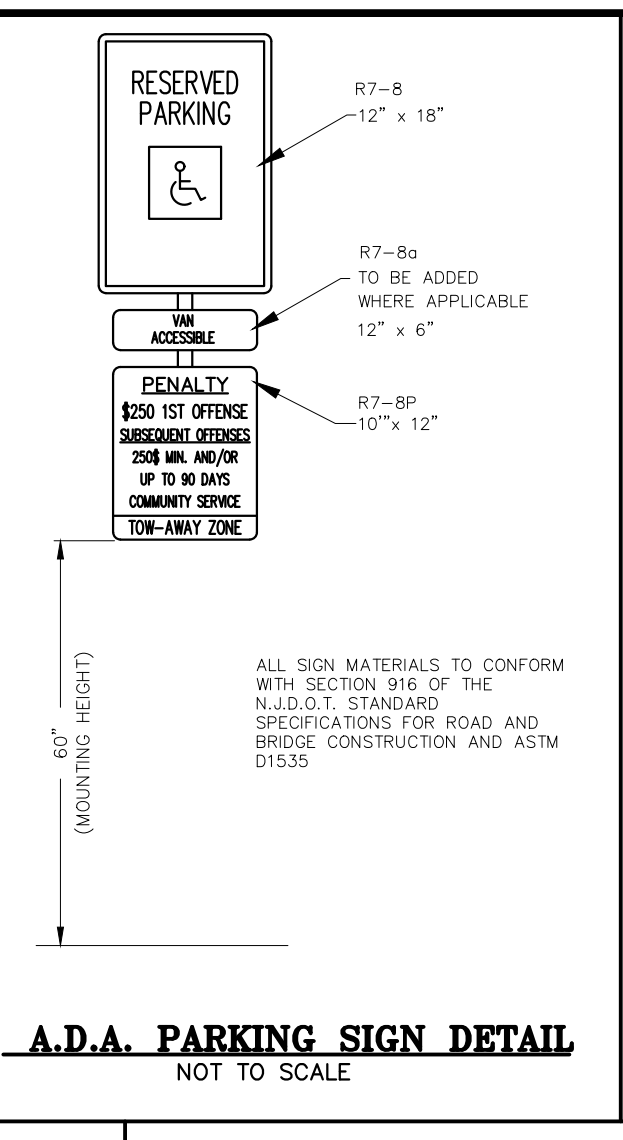 RESERVED
PARKING
R7-8
12" x 18"
R7-8a
TO BE ADDED
WHERE APPLICABLE
12" x 6"
VAN
ACCESSIBLE
R7-8P
10'"x 12"
PENALTY
$250 1ST OFFENSE
SUBSEQUENT OFFENSES
250$ MIN. AND/OR
UP TO 90 DAYS
COMMUNITY SERVICE
TOW-AWAY ZONE
60"
(MOUNTING HEIGHT)
ALL SIGN MATERIALS TO CONFORM
WITH SECTION 916 OF THE
N.J.D.O.T. STANDARD
SPECIFICATIONS FOR ROAD AND
BRIDGE CONSTRUCTION AND ASTM
D1535
A.D.A. PARKING SIGN DETAIL
NOT TO SCALE